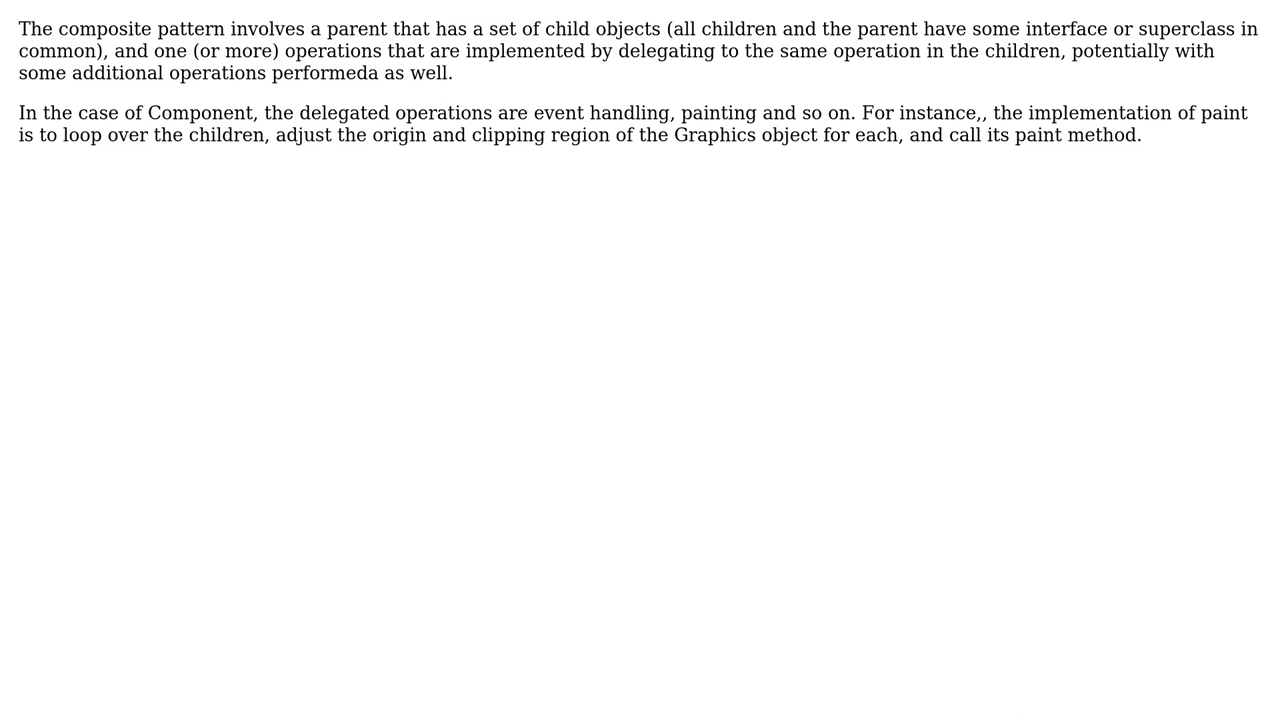 The composite pattern involves a parent that has a set of child objects (all children and the parent have some interface or superclass in
common), and one (or more) operations that are implemented by delegating to the same operation in the children, potentially with
some additional operations performeda as well.
In the case of Component, the delegated operations are event handling, painting and so on. For instance,, the implementation of paint
is to loop over the children, adjust the origin and clipping region of the Graphics object for each, and call its paint method.